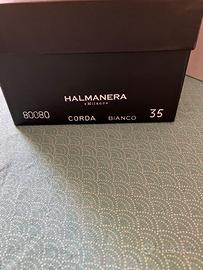 HALMANERA
•Milano•
80080 CORDA BIANCO 35